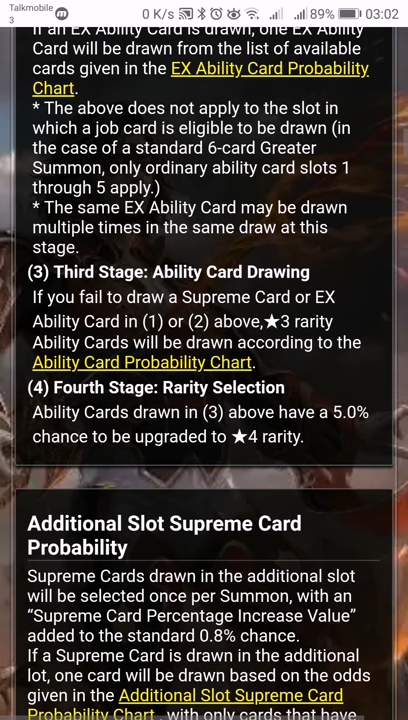 Talkmobile
3
0 K/s
89%
03:02
If an EX Ability Card is drawn, one EX Ability
Card will be drawn from the list of available
cards given in the EX Ability Card Probability
Chart.
* The above does not apply to the slot in
which a job card is eligible to be drawn (in
the case of a standard 6-card Greater
Summon, only ordinary ability card slots 1
through 5 apply.)
* The same EX Ability Card may be drawn
multiple times in the same draw at this
stage.
(3) Third Stage: Ability Card Drawing
If you fail to draw a Supreme Card or EX
Ability Card in (1) or (2) above,★3 rarity
Ability Cards will be drawn according to the
Ability Card Probability Chart.
(4) Fourth Stage: Rarity Selection
Ability Cards drawn in (3) above have a 5.0%
chance to be upgraded to ★4 rarity.
Additional Slot Supreme Card
Probability
Supreme Cards drawn in the additional slot
will be selected once per Summon, with an
“Supreme Card Percentage Increase Value”
added to the standard 0.8% chance.
If a Supreme Card is drawn in the additional
lot, one card will be drawn based on the odds
given in the Additional Slot Supreme Card
Probability Chart , with only cards that have